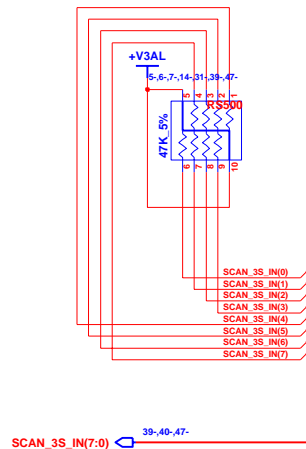 +V3AL
5-,6-,7-,14-,31-,39-,47-
5 4 3 2 1
RS500
47K_5%
6 7 8 9 10
SCAN_3S_IN(0)
SCAN_3S_IN(1)
SCAN_3S_IN(2)
SCAN_3S_IN(3)
SCAN_3S_IN(4)
SCAN_3S_IN(5)
SCAN_3S_IN(6)
SCAN_3S_IN(7)
39-,40-,47-
SCAN_3S_IN(7:0)